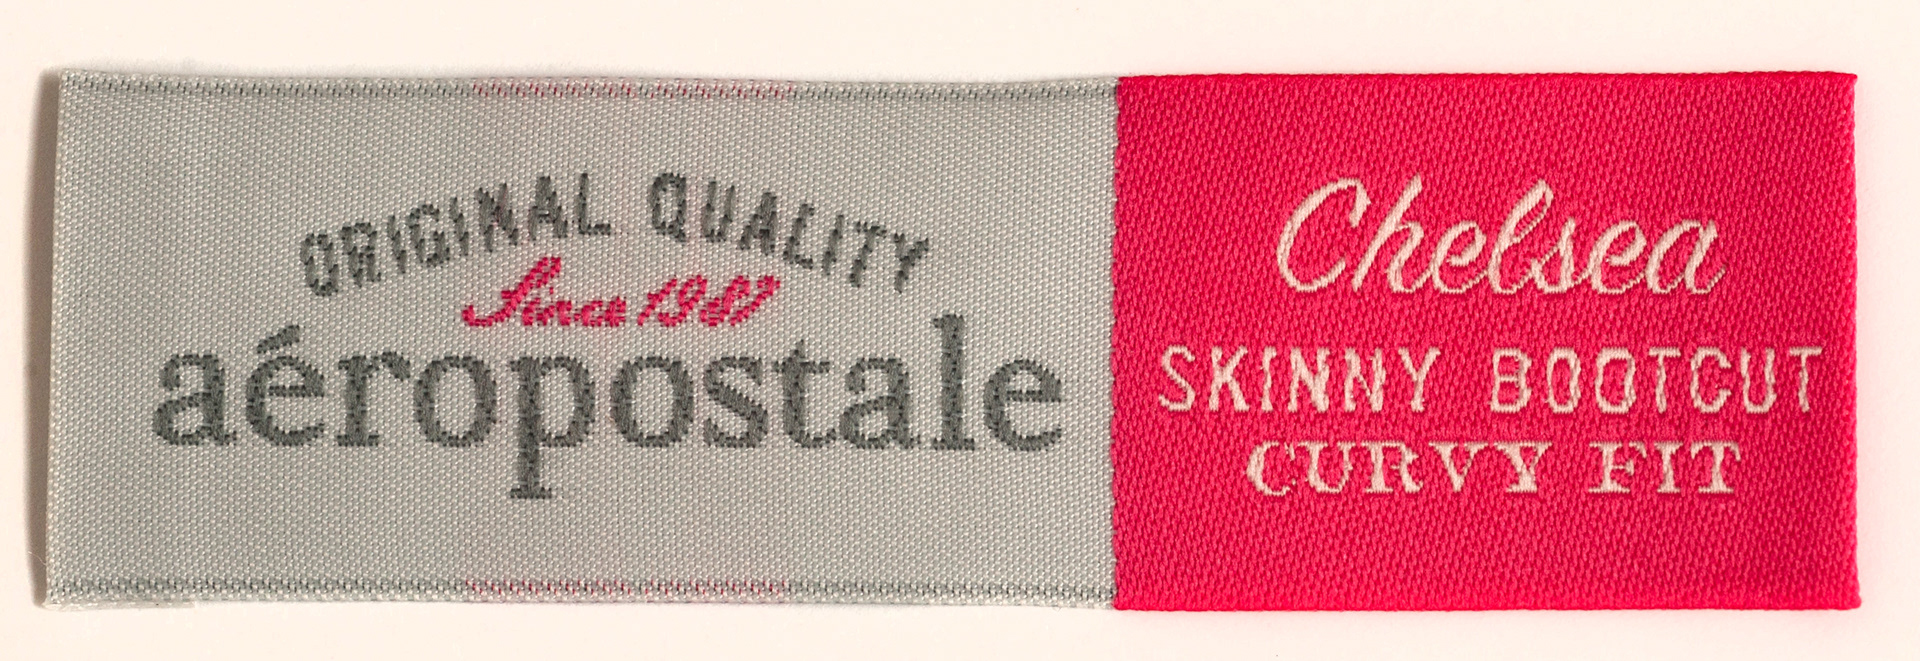 ORIGINAL QUALITY
Since 1987
aéropostale
Chelsea
SKINNY BOOTCUT
CURVY FIT